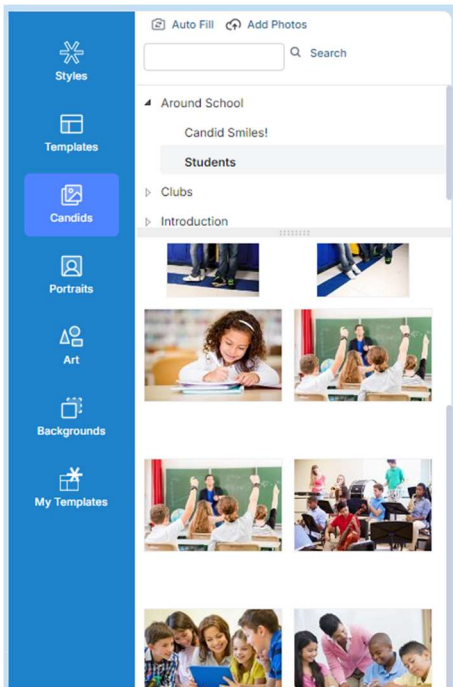 Auto Fill Add Photos
Search
Styles
Templates
Candids
Portraits
Art
Backgrounds
My Templates
Around School
Candid Smiles!
Students
Clubs
Introduction